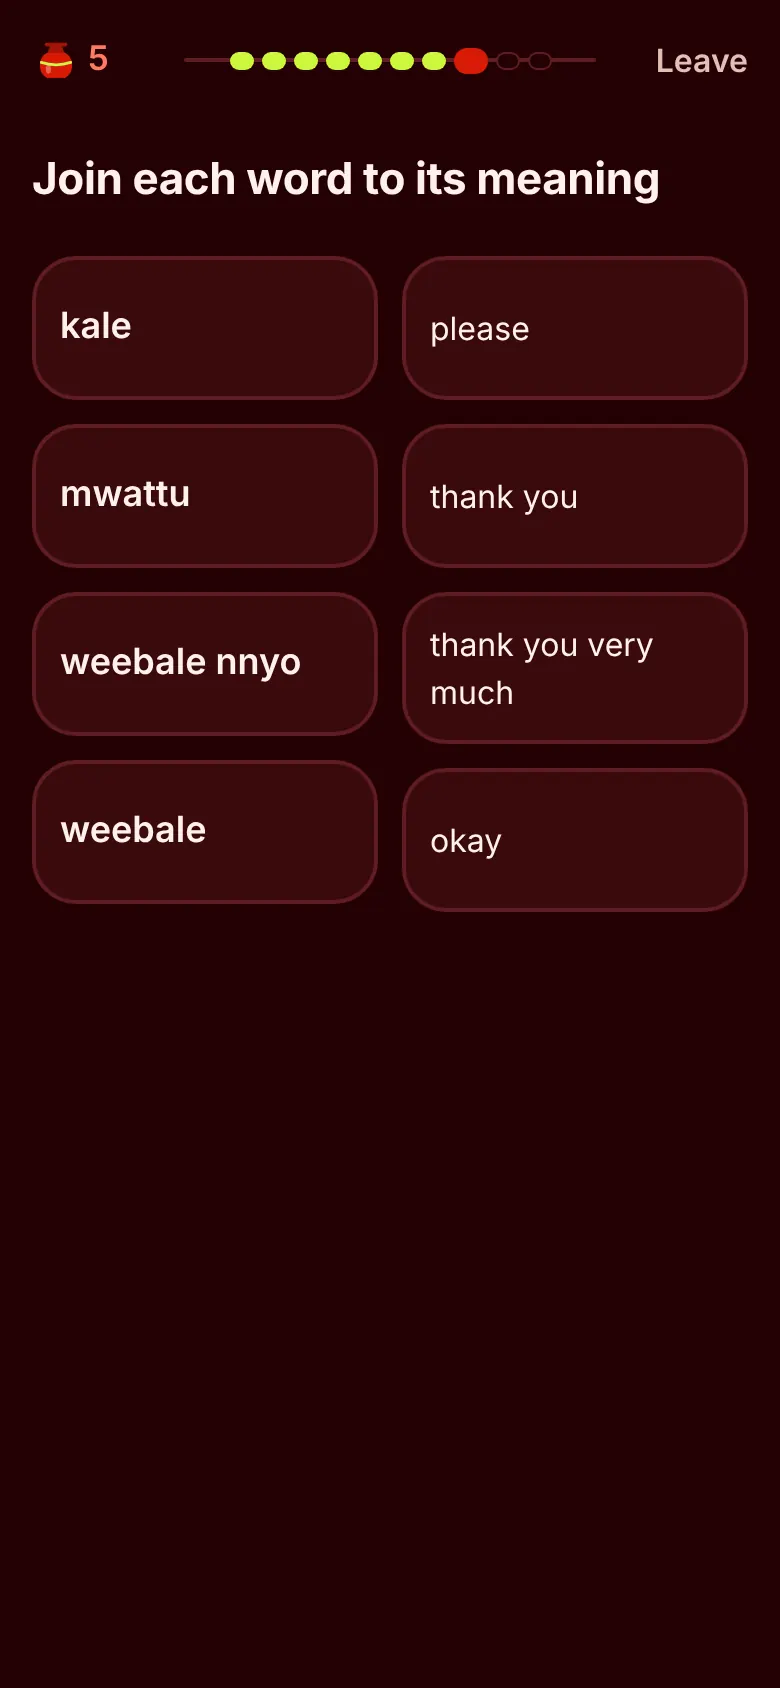 5
Leave
Join each word to its meaning
kale
please
mwattu
thank you
weebale nnyo
thank you very
much
weebale
okay